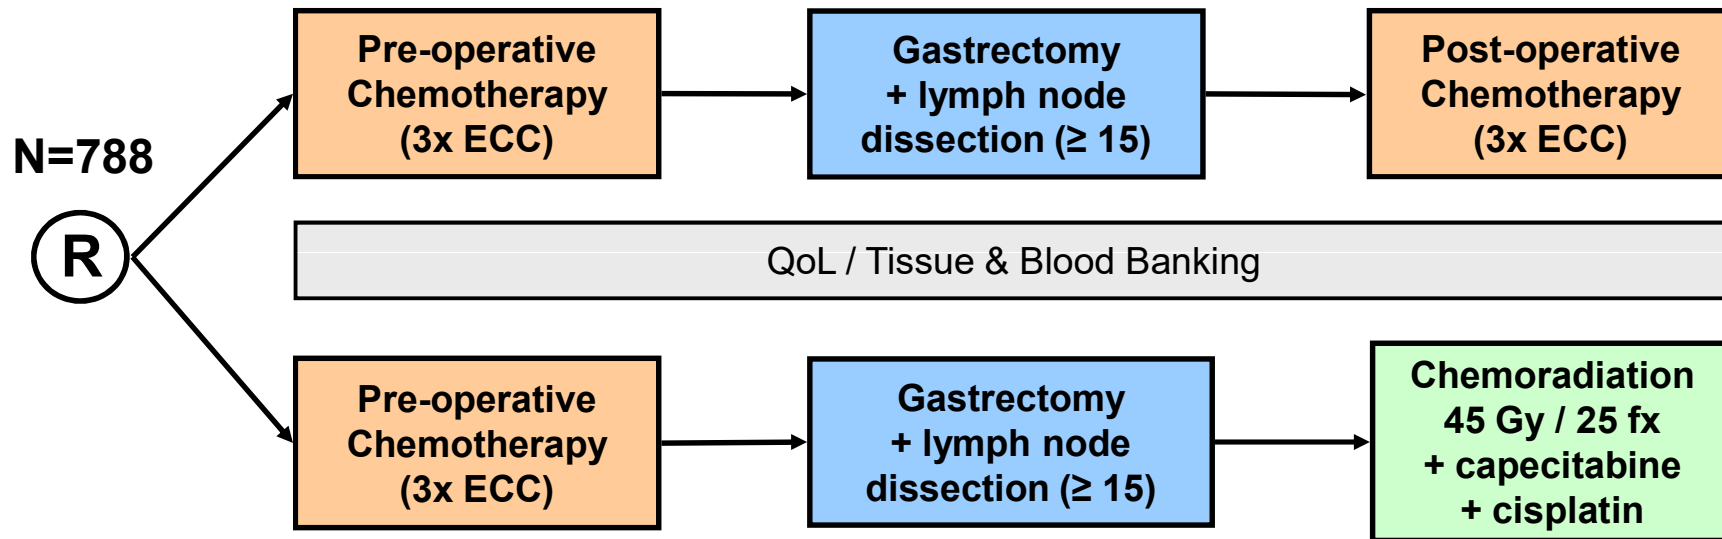 Pre-operative
Chemotherapy
(3x ECC)
Gastrectomy
+ lymph node
dissection (≥ 15)
Post-operative
Chemotherapy
(3x ECC)
N=788
R
QoL / Tissue & Blood Banking
Pre-operative
Chemotherapy
(3x ECC)
Gastrectomy
+ lymph node
dissection (≥ 15)
Chemoradiation
45 Gy / 25 fx
+ capecitabine
+ cisplatin